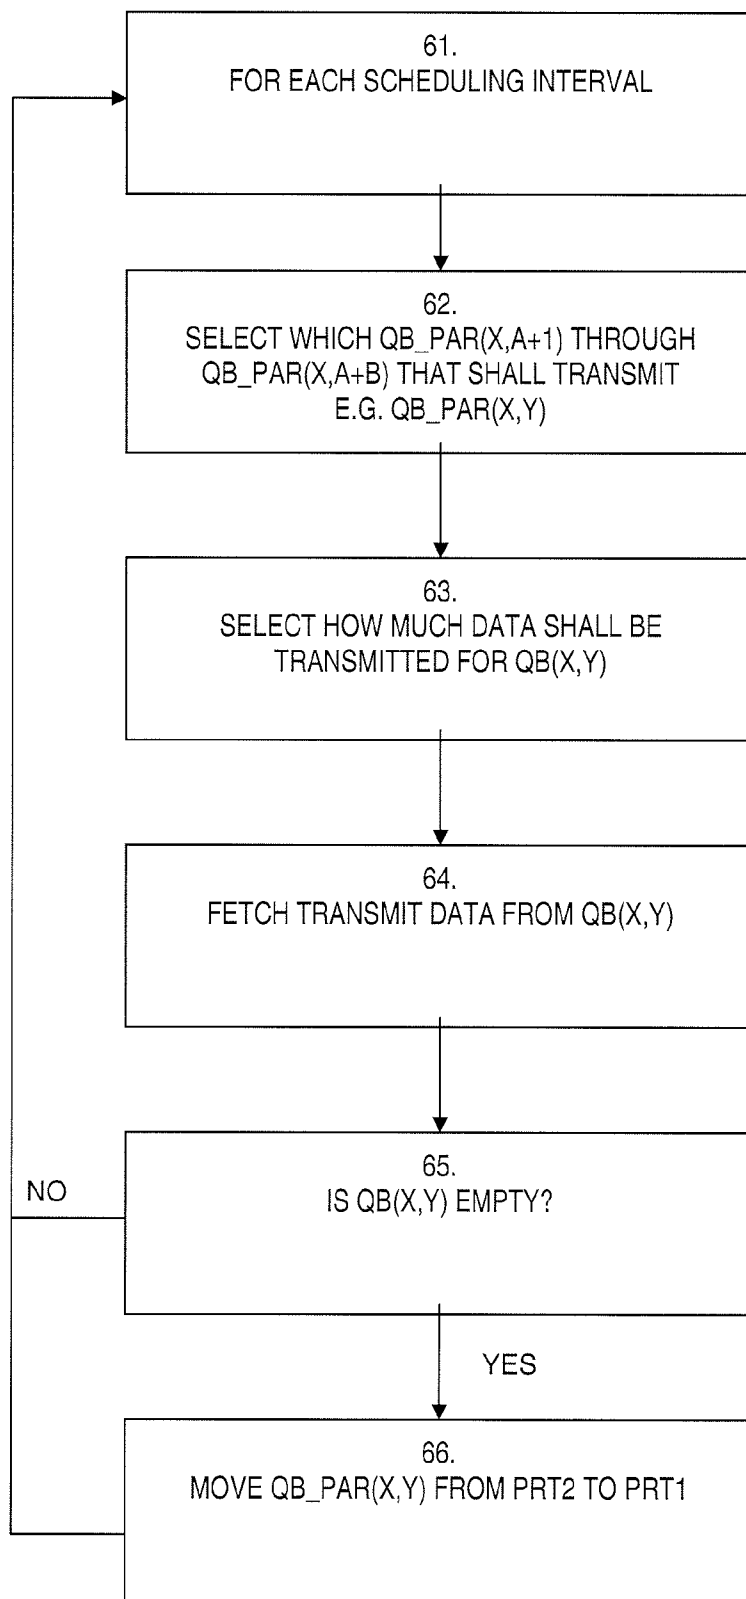 61.
FOR EACH SCHEDULING INTERVAL
62.
SELECT WHICH QB_PAR(X,A+1) THROUGH
QB_PAR(X,A+B) THAT SHALL TRANSMIT
E.G. QB_PAR(X,Y)
63.
SELECT HOW MUCH DATA SHALL BE
TRANSMITTED FOR QB(X,Y)
64.
FETCH TRANSMIT DATA FROM QB(X,Y)
65.
IS QB(X,Y) EMPTY?
NO
YES
66.
MOVE QB_PAR(X,Y) FROM PRT2 TO PRT1